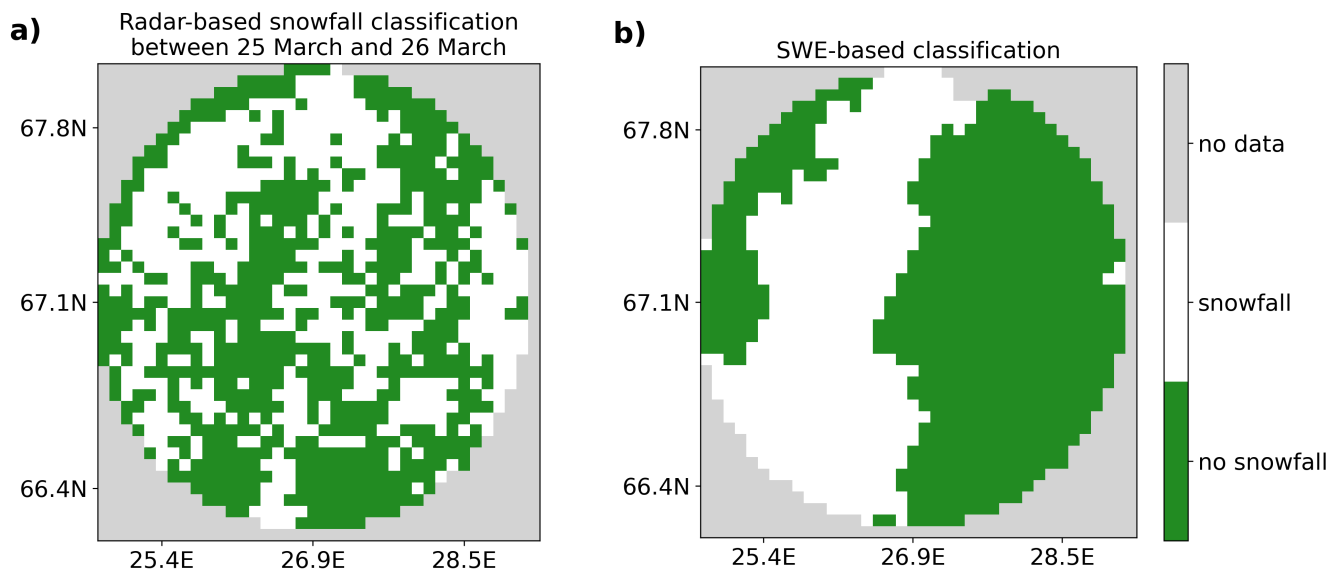 a)
Radar-based snowfall classification
between 25 March and 26 March
67.8N
67.1N
66.4N
25.4E
26.9E
28.5E
b)
SWE-based classification
67.8N
67.1N
66.4N
25.4E
26.9E
28.5E
no data
snowfall
no snowfall